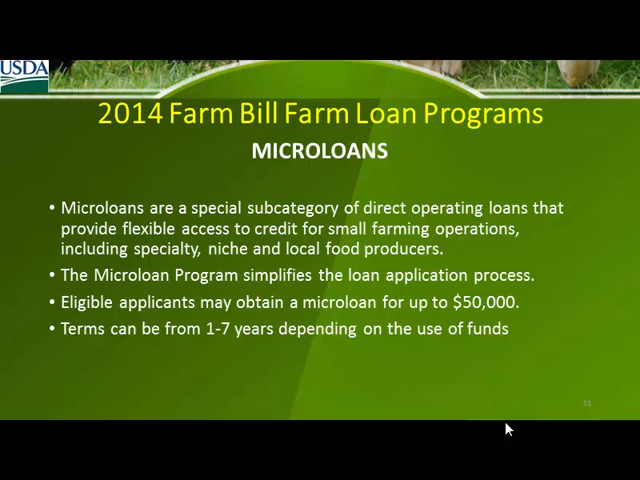 USDA
2014 Farm Bill Farm Loan Programs
MICROLOANS
• Microloans are a special subcategory of direct operating loans that
provide flexible access to credit for small farming operations,
including specialty, niche and local food producers.
• The Microloan Program simplifies the loan application process.
• Eligible applicants may obtain a microloan for up to $50,000.
• Terms can be from 1-7 years depending on the use of funds
33